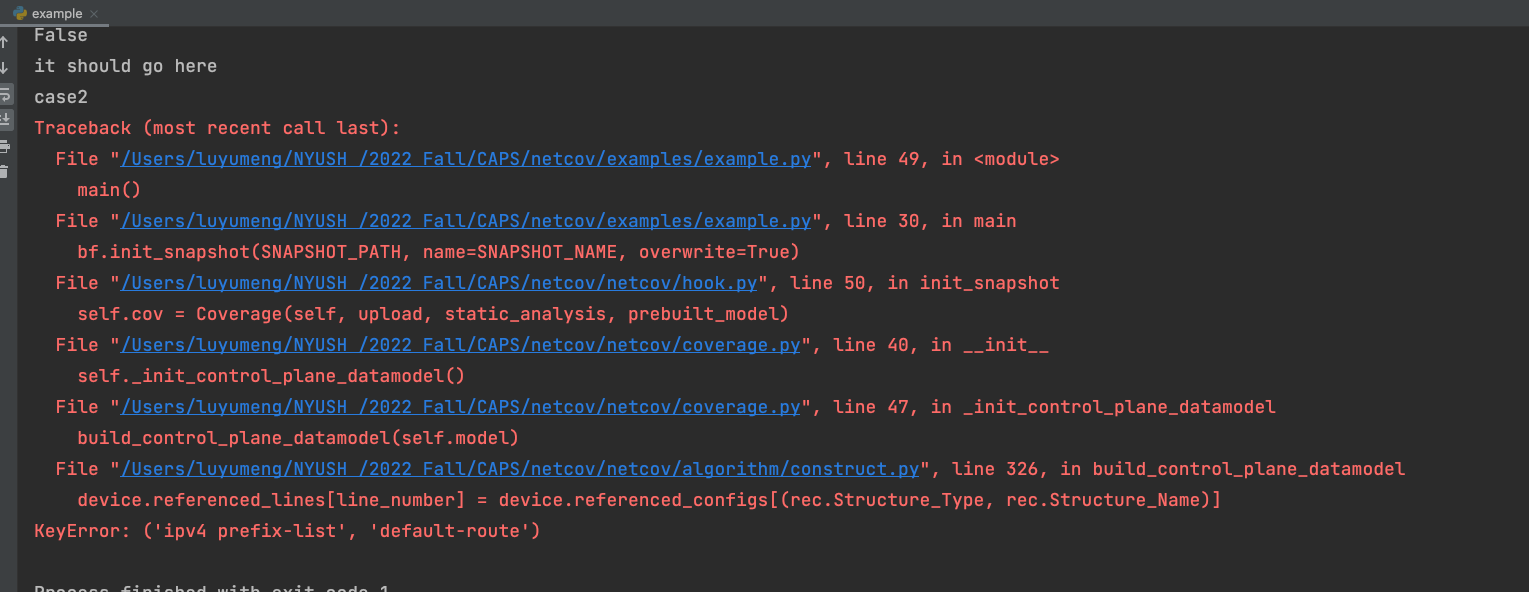 example
False
it should go here
case2
Traceback (most recent call last):
File "/Users/luyumeng/NYUSH /2022 Fall/CAPS/netcov/examples/example.py", line 49, in <module>
main()
File "/Users/luyumeng/NYUSH /2022 Fall/CAPS/netcov/examples/example.py", line 30, in main
bf.init_snapshot(SNAPSHOT_PATH, name=SNAPSHOT_NAME, overwrite=True)
File "/Users/luyumeng/NYUSH /2022 Fall/CAPS/netcov/netcov/hook.py", line 50, in init_snapshot
self.cov = Coverage(self, upload, static_analysis, prebuilt_model)
File "/Users/luyumeng/NYUSH /2022 Fall/CAPS/netcov/netcov/coverage.py", line 40, in __init__
self._init_control_plane_datamodel()
File "/Users/luyumeng/NYUSH /2022 Fall/CAPS/netcov/netcov/coverage.py", line 47, in _init_control_plane_datamodel
build_control_plane_datamodel(self.model)
File "/Users/luyumeng/NYUSH /2022 Fall/CAPS/netcov/netcov/algorithm/construct.py", line 326, in build_control_plane_datamodel
device.referenced_lines[line_number] = device.referenced_configs[(rec.Structure_Type, rec.Structure_Name)]
KeyError: ('ipv4 prefix-list', 'default-route')
Process finished with exit code 1